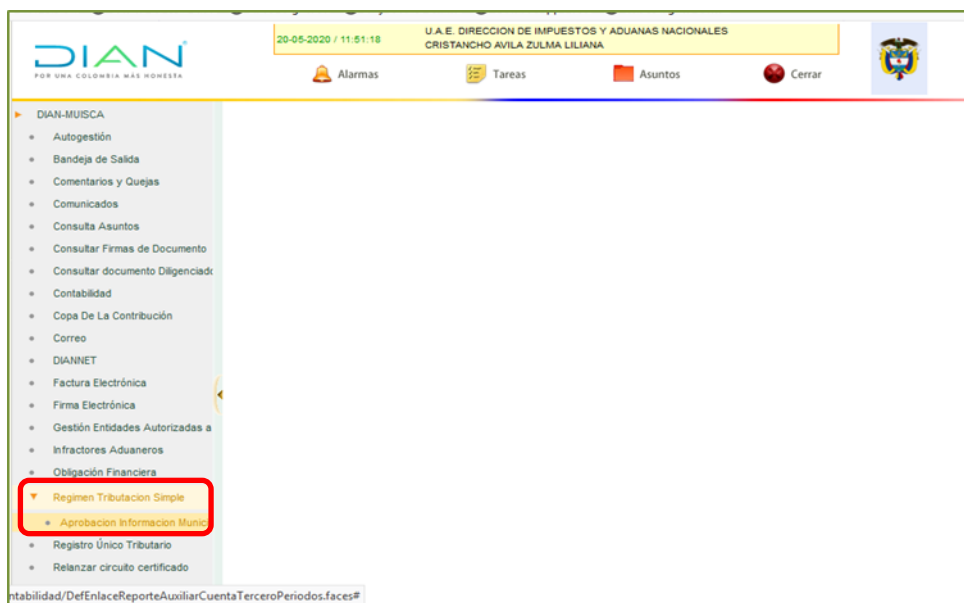 DIAN
POR UNA COLOMBIA MÁS HONESTA
20-05-2020 / 11:51:18
U.A.E. DIRECCION DE IMPUESTOS Y ADUANAS NACIONALES
CRISTANCHO AVILA ZULMA LILIANA
Alarmas
Tareas
Asuntos
Cerrar
DIAN-MUISCA
Autogestión
Bandeja de Salida
Comentarios y Quejas
Comunicados
Consulta Asuntos
Consultar Firmas de Documento
Consultar documento Diligenciado
Contabilidad
Copa De La Contribución
Correo
DIANNET
Factura Electrónica
Firma Electrónica
Gestión Entidades Autorizadas a
Infractores Aduaneros
Obligación Financiera
Regimen Tributacion Simple
Aprobacion Informacion Munic
Registro Único Tributario
Relanzar circuito certificado
ntabilidad/DefEnlaceReporteAuxiliarCuentaTerceroPeriodos.faces#